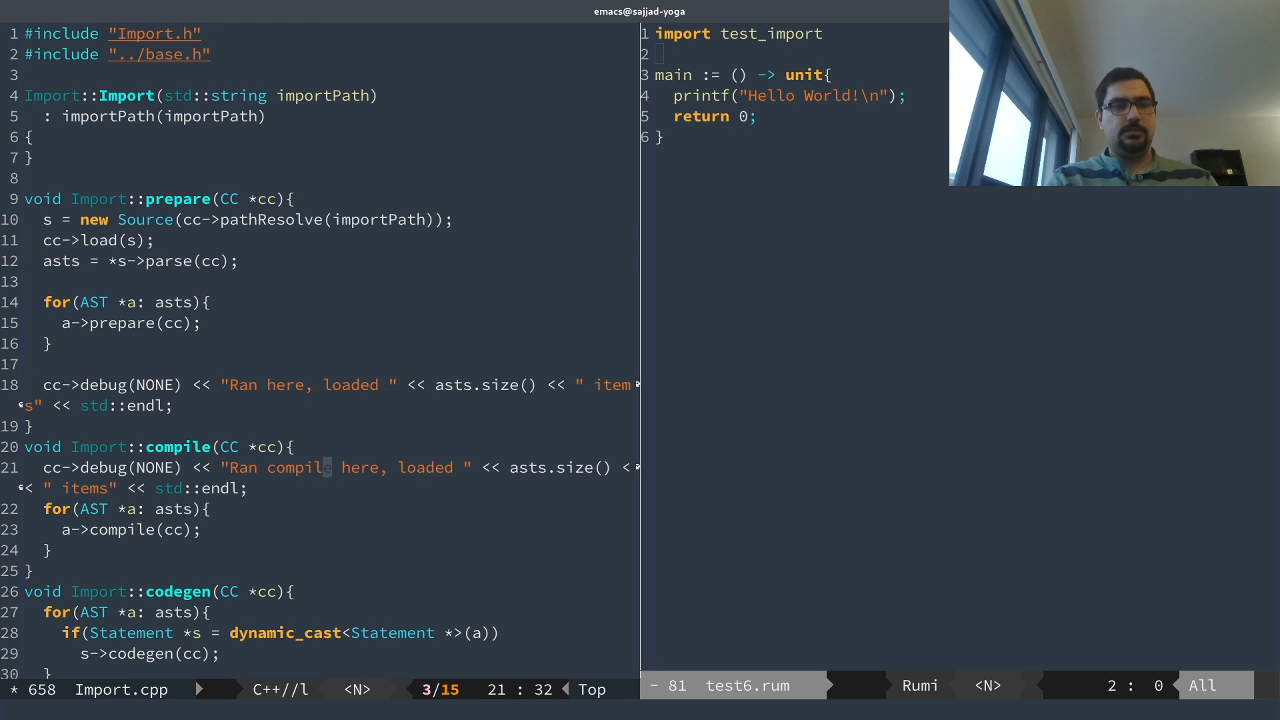 emacs@sajjad-yoga
1 #include "Import.h"
2 #include "../base.h"
3
4 Import::Import(std::string importPath)
5   : importPath(importPath)
6 {
7 }
8
9 void Import::prepare(CC *cc){
10   s = new Source(cc->pathResolve(importPath));
11   cc->load(s);
12   asts = *s->parse(cc);
13
14   for(AST *a: asts){
15     a->prepare(cc);
16   }
17
18   cc->debug(NONE) << "Ran here, loaded " << asts.size() << " item
s" << std::endl;
19 }
20 void Import::compile(CC *cc){
21   cc->debug(NONE) << "Ran compile here, loaded " << asts.size() <
< " items" << std::endl;
22   for(AST *a: asts){
23     a->compile(cc);
24   }
25 }
26 void Import::codegen(CC *cc){
27   for(AST *a: asts){
28     if(Statement *s = dynamic_cast<Statement *>(a))
29       s->codegen(cc);
30   }
* 658 Import.cpp C++//l <N> 3/15 21 : 32 Top
1 import test_import
2
3 main := () -> unit{
4   printf("Hello World!\n");
5   return 0;
6 }
- 81 test6.rum Rumi <N> 2 : 0 All